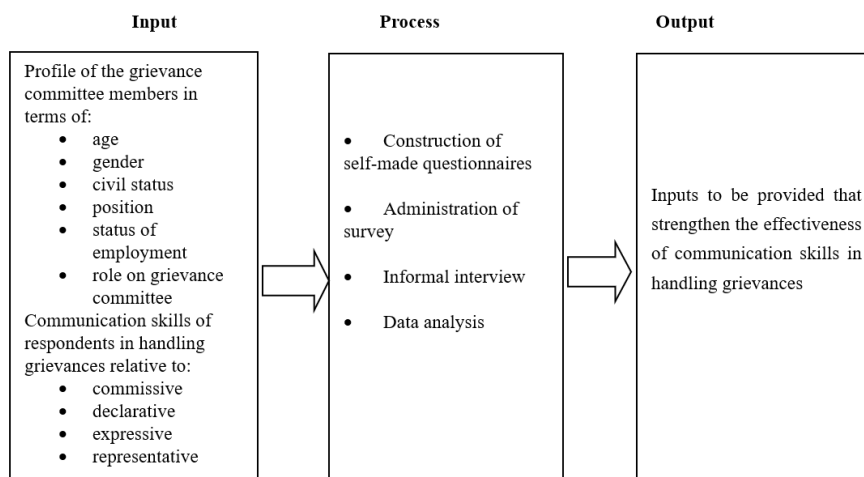 Input
Process
Output
Profile of the grievance
committee members in
terms of:
• age
• gender
• civil status
• position
• status of
employment
• role on grievance
committee
Communication skills of
respondents in handling
grievances relative to:
• commissive
• declarative
• expressive
• representative
• Construction of
self-made questionnaires
• Administration of
survey
• Informal interview
• Data analysis
Inputs to be provided that
strengthen the effectiveness
of communication skills in
handling grievances